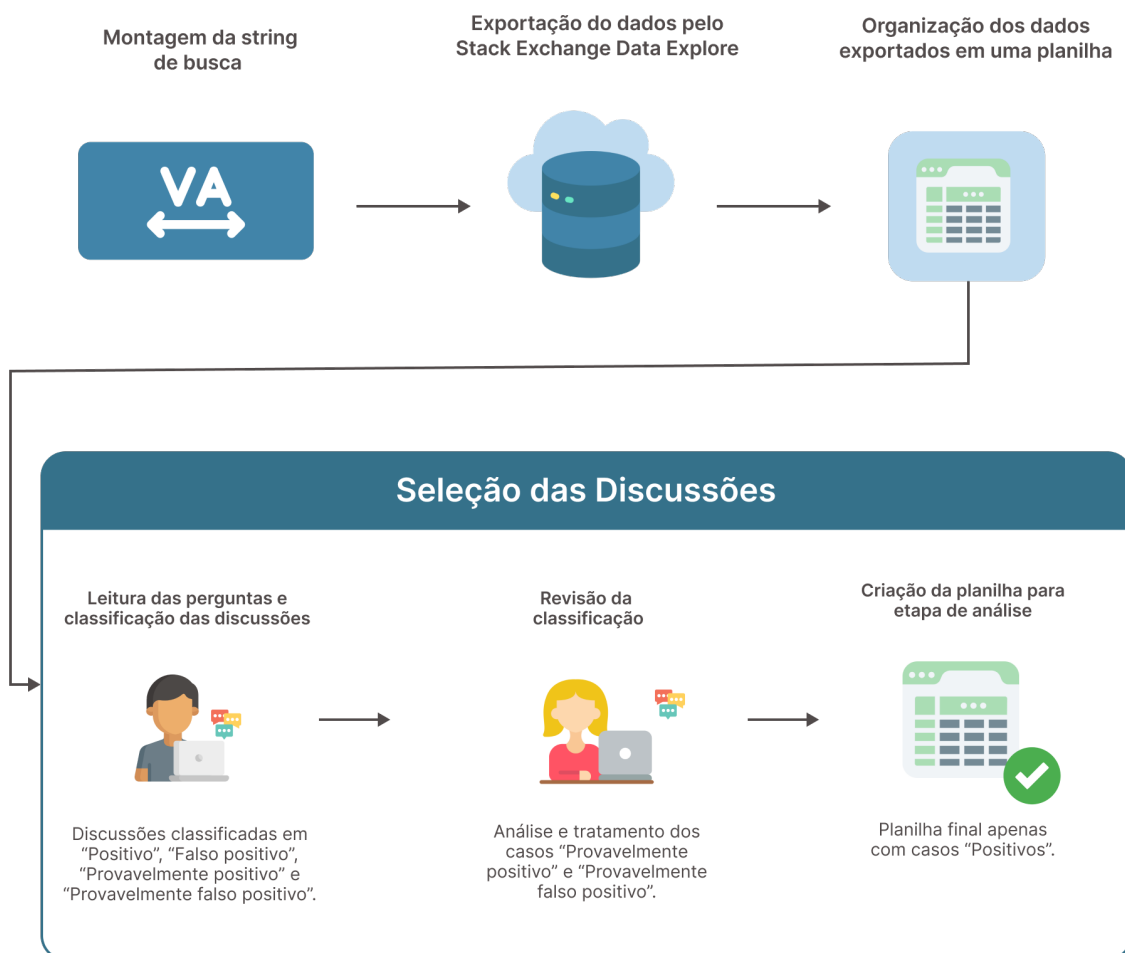 Montagem da string
de busca
Exportação do dados pelo
Stack Exchange Data Explore
Organização dos dados
exportados em uma planilha
VA
Seleção das Discussões
Leitura das perguntas e
classificação das discussões
Revisão da
classificação
Criação da planilha para
etapa de análise
Discussões classificadas em
“Positivo”, “Falso positivo”,
“Provavelmente positivo” e
“Provavelmente falso positivo”.
Análise e tratamento dos
casos “Provavelmente
positivo” e “Provavelmente
falso positivo”.
Planilha final apenas
com casos “Positivos”.